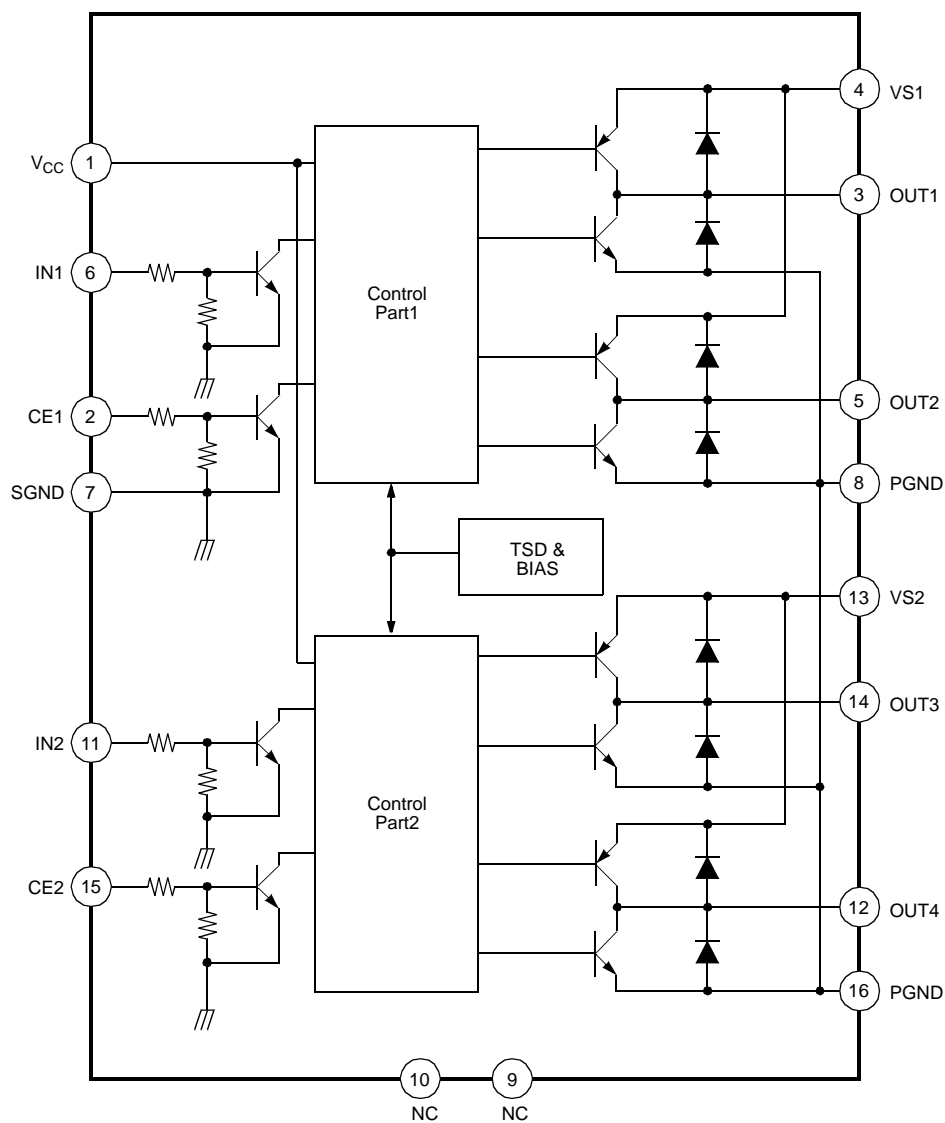 4 VS1
V_CC 1
3 OUT1
IN1 6
Control
Part1
CE1 2
5 OUT2
SGND 7
8 PGND
TSD &
BIAS
13 VS2
14 OUT3
IN2 11
Control
Part2
CE2 15
12 OUT4
16 PGND
10 9
NC NC